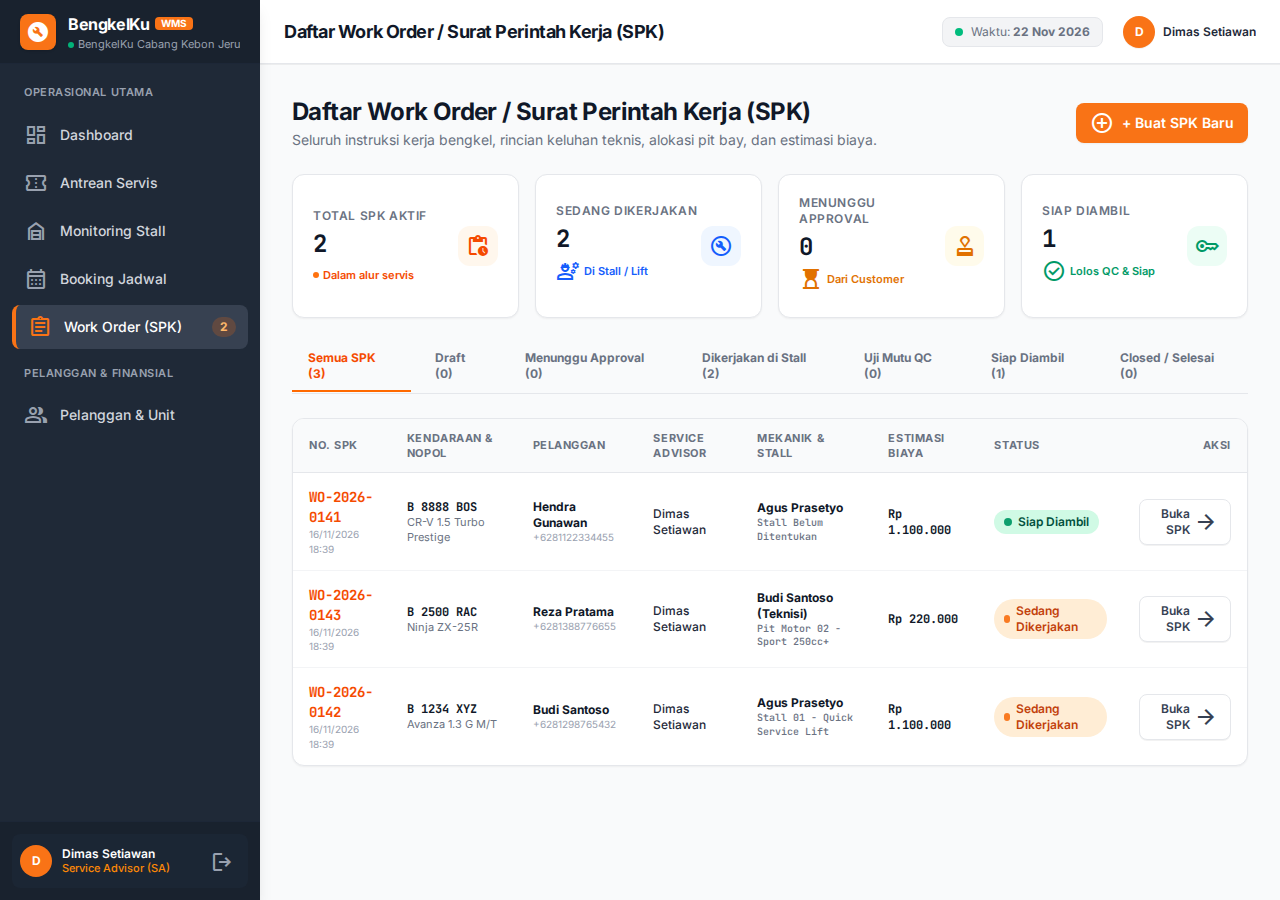 BengkelKu WMS
BengkelKu Cabang Kebon Jeru
OPERASIONAL UTAMA
Dashboard
Antrean Servis
Monitoring Stall
Booking Jadwal
Work Order (SPK) 2
PELANGGAN & FINANSIAL
Pelanggan & Unit
D
Dimas Setiawan
Service Advisor (SA)
Daftar Work Order / Surat Perintah Kerja (SPK)
Waktu: 22 Nov 2026
D Dimas Setiawan
Daftar Work Order / Surat Perintah Kerja (SPK)
Seluruh instruksi kerja bengkel, rincian keluhan teknis, alokasi pit bay, dan estimasi biaya.
+ Buat SPK Baru
TOTAL SPK AKTIF
2
Dalam alur servis
SEDANG DIKERJAKAN
2
Di Stall / Lift
MENUNGGU
APPROVAL
0
Dari Customer
SIAP DIAMBIL
1
Lolos QC & Siap
Semua SPK
(3)
Draft
(0)
Menunggu Approval
(0)
Dikerjakan di Stall
(2)
Uji Mutu QC
(0)
Siap Diambil
(1)
Closed / Selesai
(0)
NO. SPK
KENDARAAN &
NOPOL
PELANGGAN
SERVICE
ADVISOR
MEKANIK &
STALL
ESTIMASI
BIAYA
STATUS
AKSI
WO-2026-
0141
16/11/2026
18:39
B 8888 BOS
CR-V 1.5 Turbo
Prestige
Hendra
Gunawan
+6281122334455
Dimas
Setiawan
Agus Prasetyo
Stall Belum
Ditentukan
Rp
1.100.000
Siap Diambil
Buka
SPK
WO-2026-
0143
16/11/2026
18:39
B 2500 RAC
Ninja ZX-25R
Reza Pratama
+6281388776655
Dimas
Setiawan
Budi Santoso
(Teknisi)
Pit Motor 02 -
Sport 250cc+
Rp 220.000
Sedang
Dikerjakan
Buka
SPK
WO-2026-
0142
16/11/2026
18:39
B 1234 XYZ
Avanza 1.3 G M/T
Budi Santoso
+6281298765432
Dimas
Setiawan
Agus Prasetyo
Stall 01 - Quick
Service Lift
Rp
1.100.000
Sedang
Dikerjakan
Buka
SPK